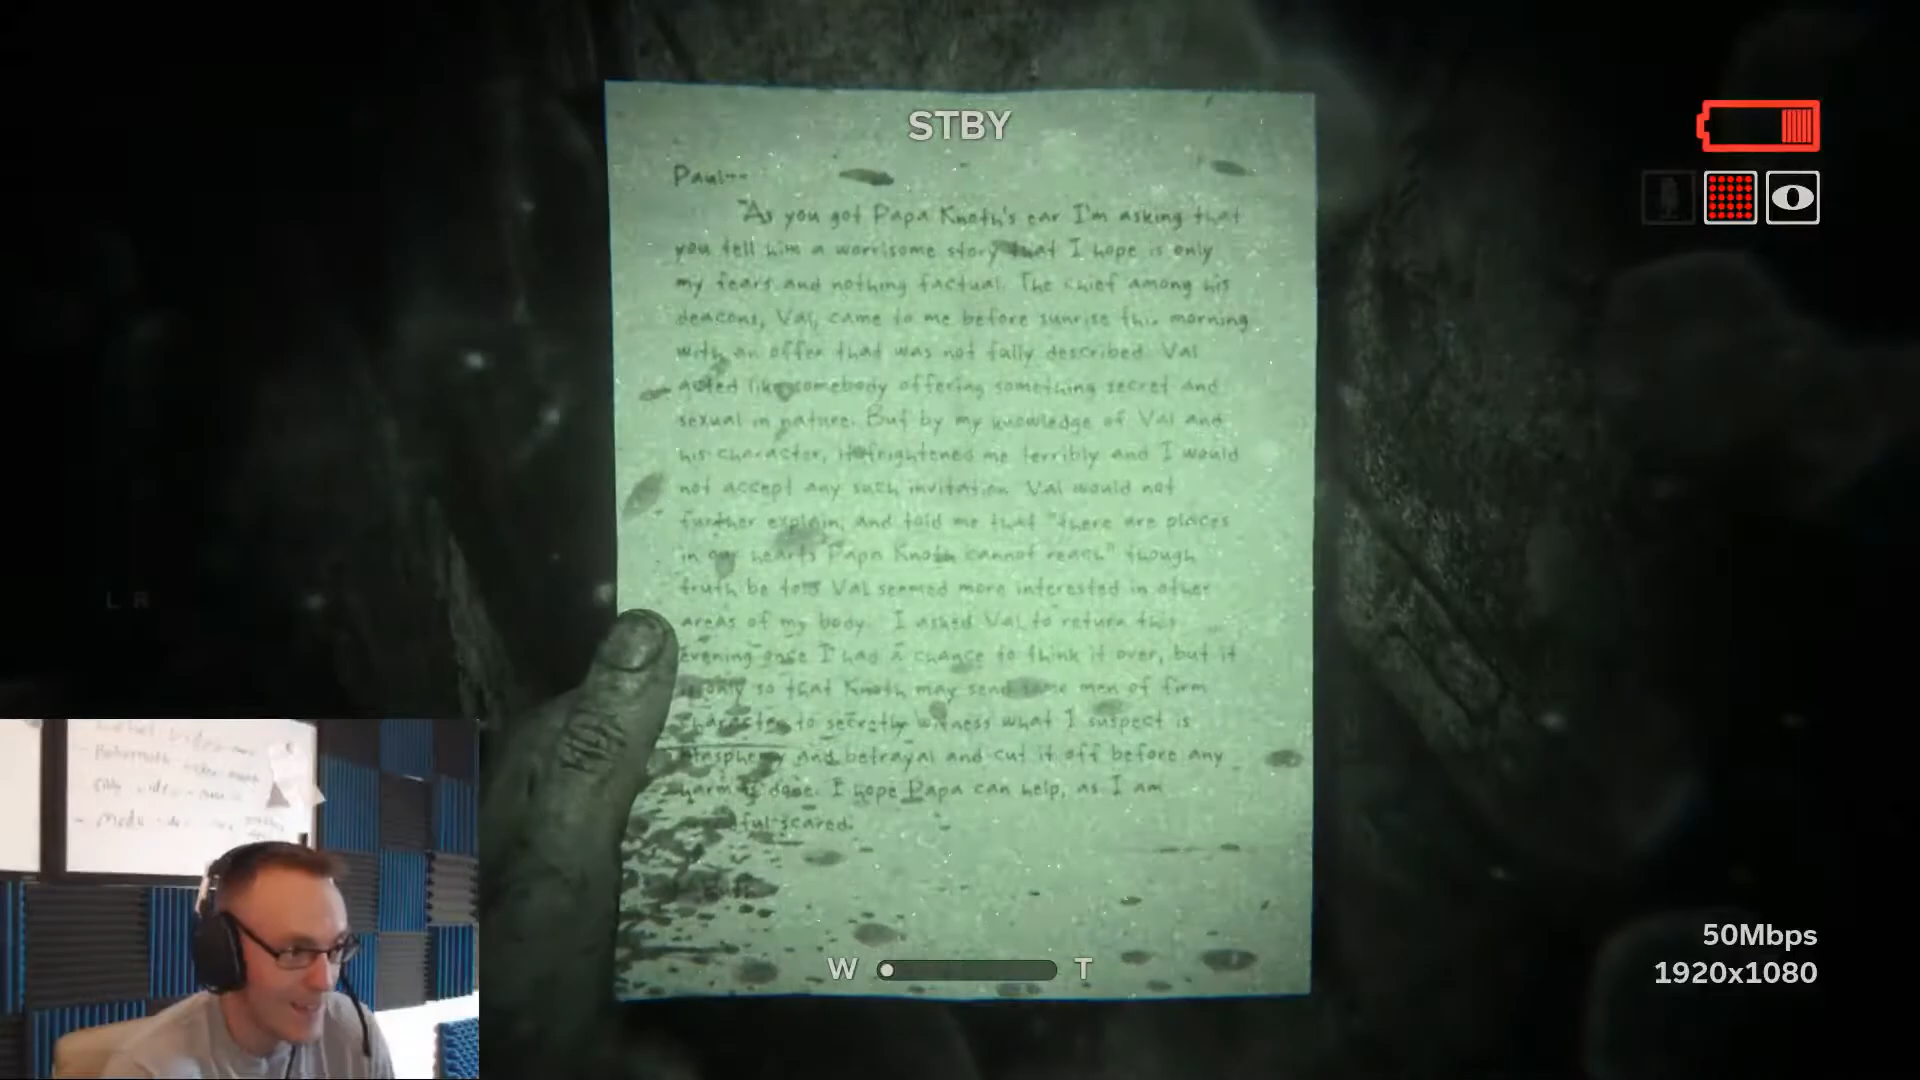 STBY
Paul--
"As you got Papa Knoth's ear I'm asking that
you tell him a worrisome story that I hope is only
my fears and nothing factual. The chief among his
deacons, Val, came to me before sunrise this morning
with an offer that was not fully described. Val
acted like somebody offering something secret and
sexual in nature. But by my knowledge of Val and
his character, it frightened me terribly and I would
not accept any such invitation. Val would not
further explain, and told me that "there are places
in our hearts Papa Knoth cannot reach" though
truth be told Val seemed more interested in other
areas of my body. I asked Val to return this
evening once I had a chance to think it over, but it
is only so that Knoth may send some men of firm
character to secretly witness what I suspect is
blasphemy and betrayal and cut it off before any
harm is done. I hope Papa can help, as I am
scared.
L R
W T
50Mbps
1920x1080